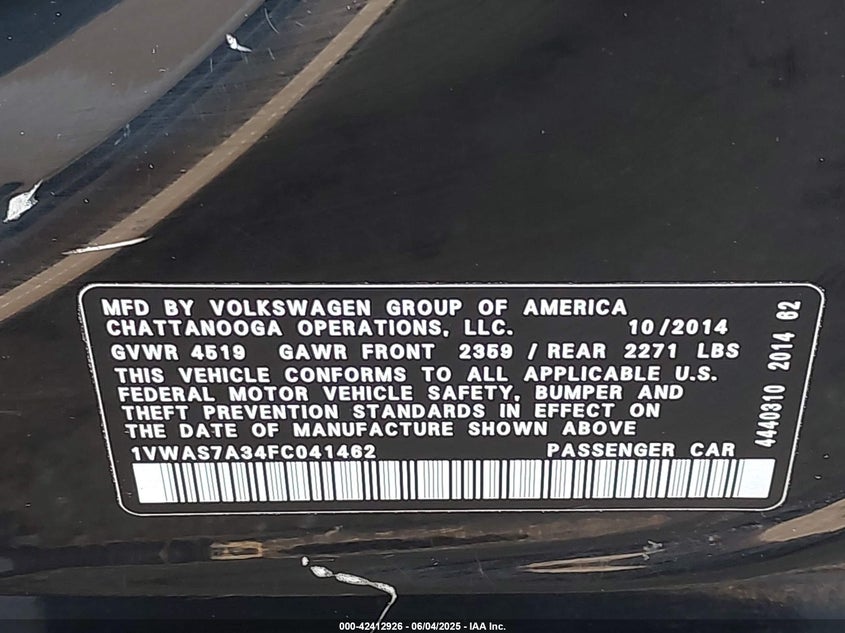 MFD BY VOLKSWAGEN GROUP OF AMERICA
CHATTANOOGA OPERATIONS, LLC. 10/2014
GVWR 4519 GAWR FRONT 2359 / REAR 2271 LBS
THIS VEHICLE CONFORMS TO ALL APPLICABLE U.S.
FEDERAL MOTOR VEHICLE SAFETY, BUMPER AND
THEFT PREVENTION STANDARDS IN EFFECT ON
THE DATE OF MANUFACTURE SHOWN ABOVE
1VWAS7A34FC041462 PASSENGER CAR
4440310 2014 62
000-42412926 - 06/04/2025 - IAA Inc.